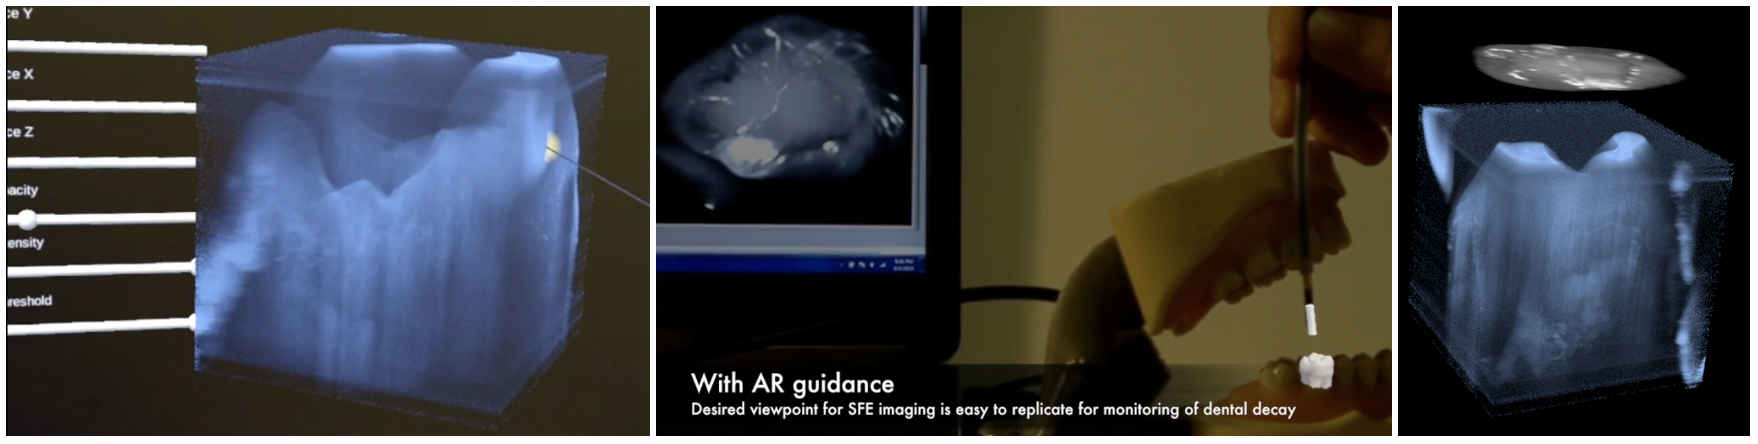 ce Y
ce X
ce Z
acity
ensity
reshold
With AR guidance
Desired viewpoint for SFE imaging is easy to replicate for monitoring of dental decay